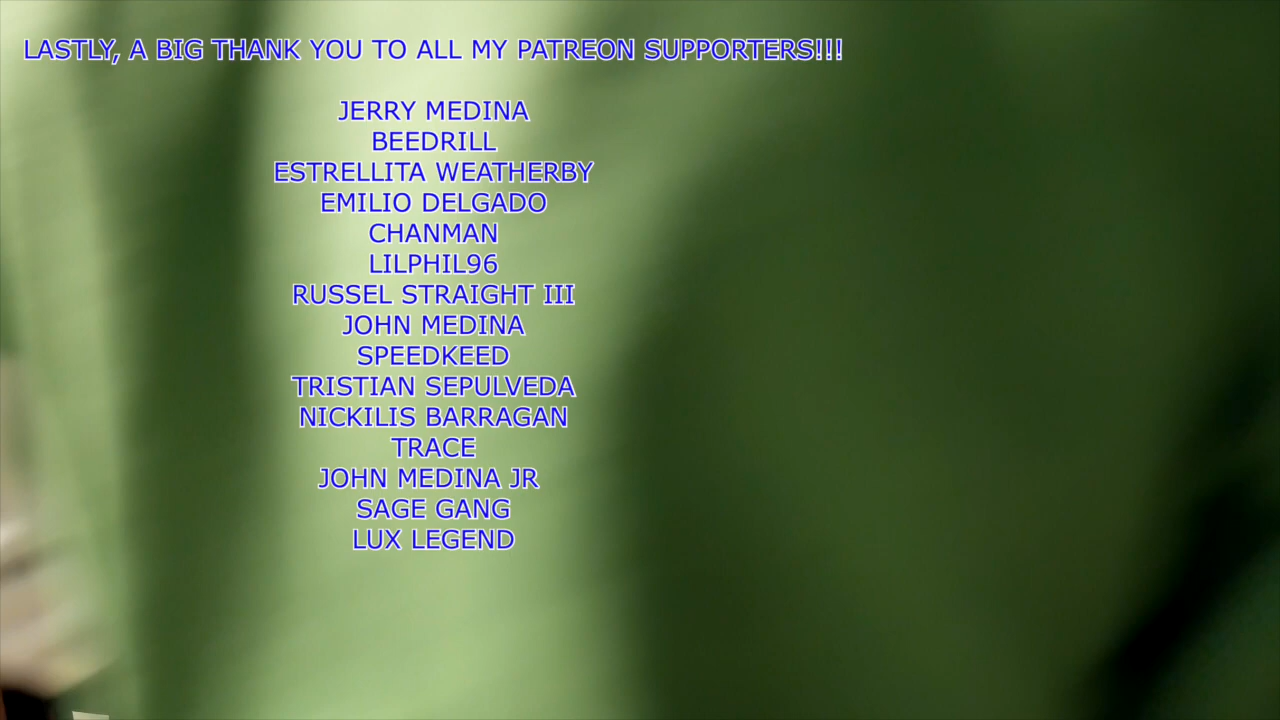 LASTLY, A BIG THANK YOU TO ALL MY PATREON SUPPORTERS!!!
JERRY MEDINA
BEEDRILL
ESTRELLITA WEATHERBY
EMILIO DELGADO
CHANMAN
LILPHIL96
RUSSEL STRAIGHT III
JOHN MEDINA
SPEEDKEED
TRISTIAN SEPULVEDA
NICKILIS BARRAGAN
TRACE
JOHN MEDINA JR
SAGE GANG
LUX LEGEND